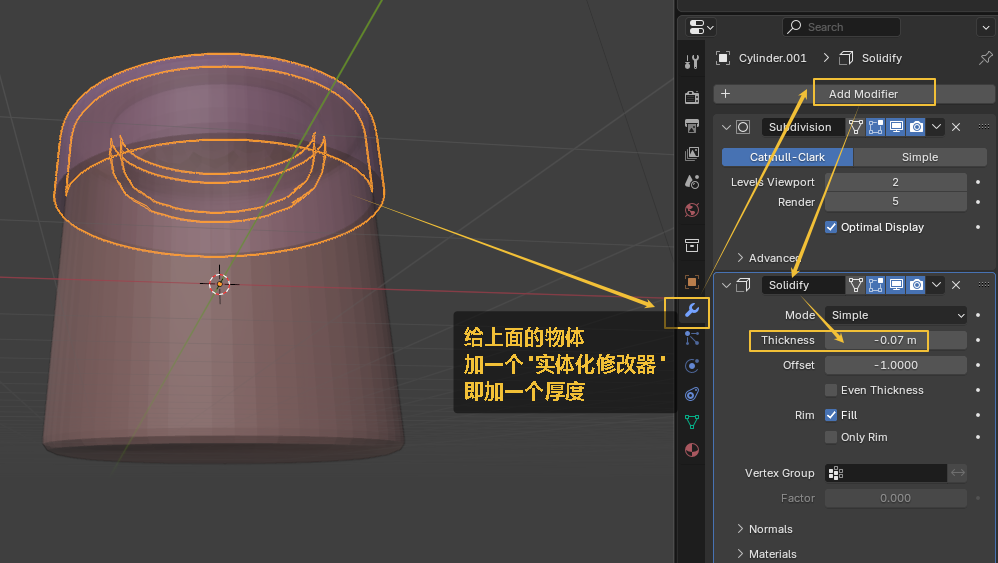 Search
Cylinder.001
Solidify
+
Add Modifier
Subdivision
Catmull-Clark
Simple
Levels Viewport
2
Render
5
Optimal Display
Advanced
Solidify
Mode
Simple
Thickness
-0.07 m
Offset
-1.0000
Even Thickness
Rim
Fill
Only Rim
Vertex Group
Factor
0.000
Normals
Materials
给上面的物体
加一个"实体化修改器"
即加一个厚度